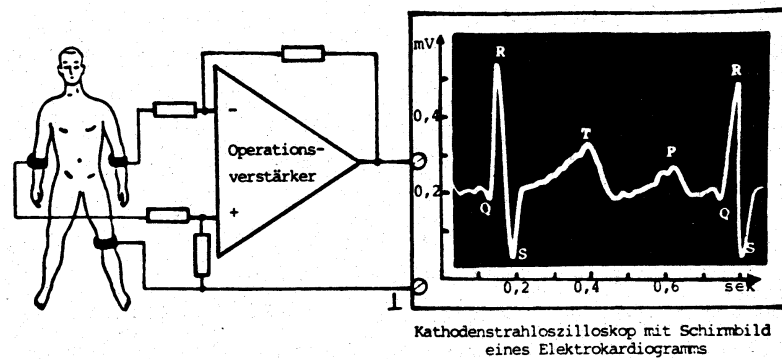 mV
R
R
0,4
T
P
Operations-
verstärker
-
+
0,2
Q
Q
S
S
0,2
0,4
0,6
sek
⊥
Kathodenstrahloszilloskop mit Schirmbild
eines Elektrokardiogramms